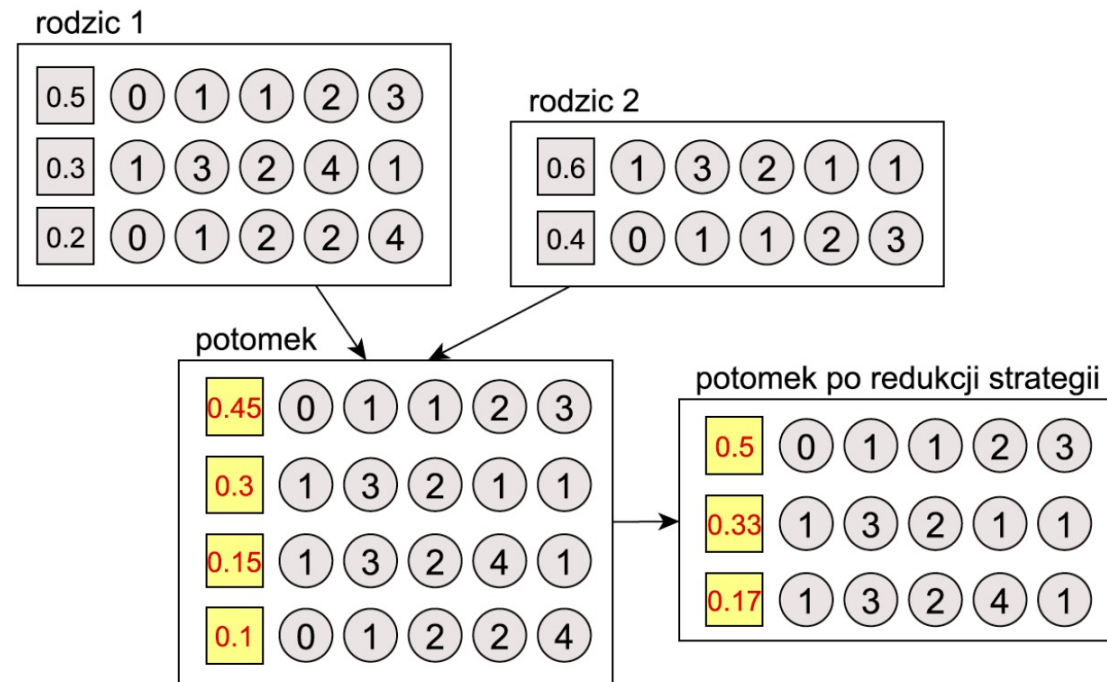 rodzic 1
0.5 0 1 1 2 3
0.3 1 3 2 4 1
0.2 0 1 2 2 4
rodzic 2
0.6 1 3 2 1 1
0.4 0 1 1 2 3
potomek
0.45 0 1 1 2 3
0.3 1 3 2 1 1
0.15 1 3 2 4 1
0.1 0 1 2 2 4
potomek po redukcji strategii
0.5 0 1 1 2 3
0.33 1 3 2 1 1
0.17 1 3 2 4 1